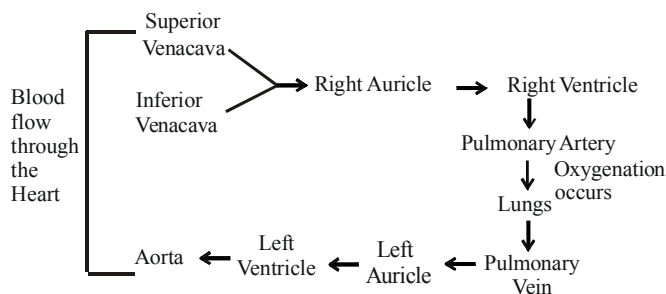 Superior
Venacava
Blood
flow
through
the
Heart
Inferior
Venacava
Right Auricle
Right Ventricle
Pulmonary Artery
Oxygenation
occurs
Lungs
Pulmonary
Vein
Left
Auricle
Left
Ventricle
Aorta